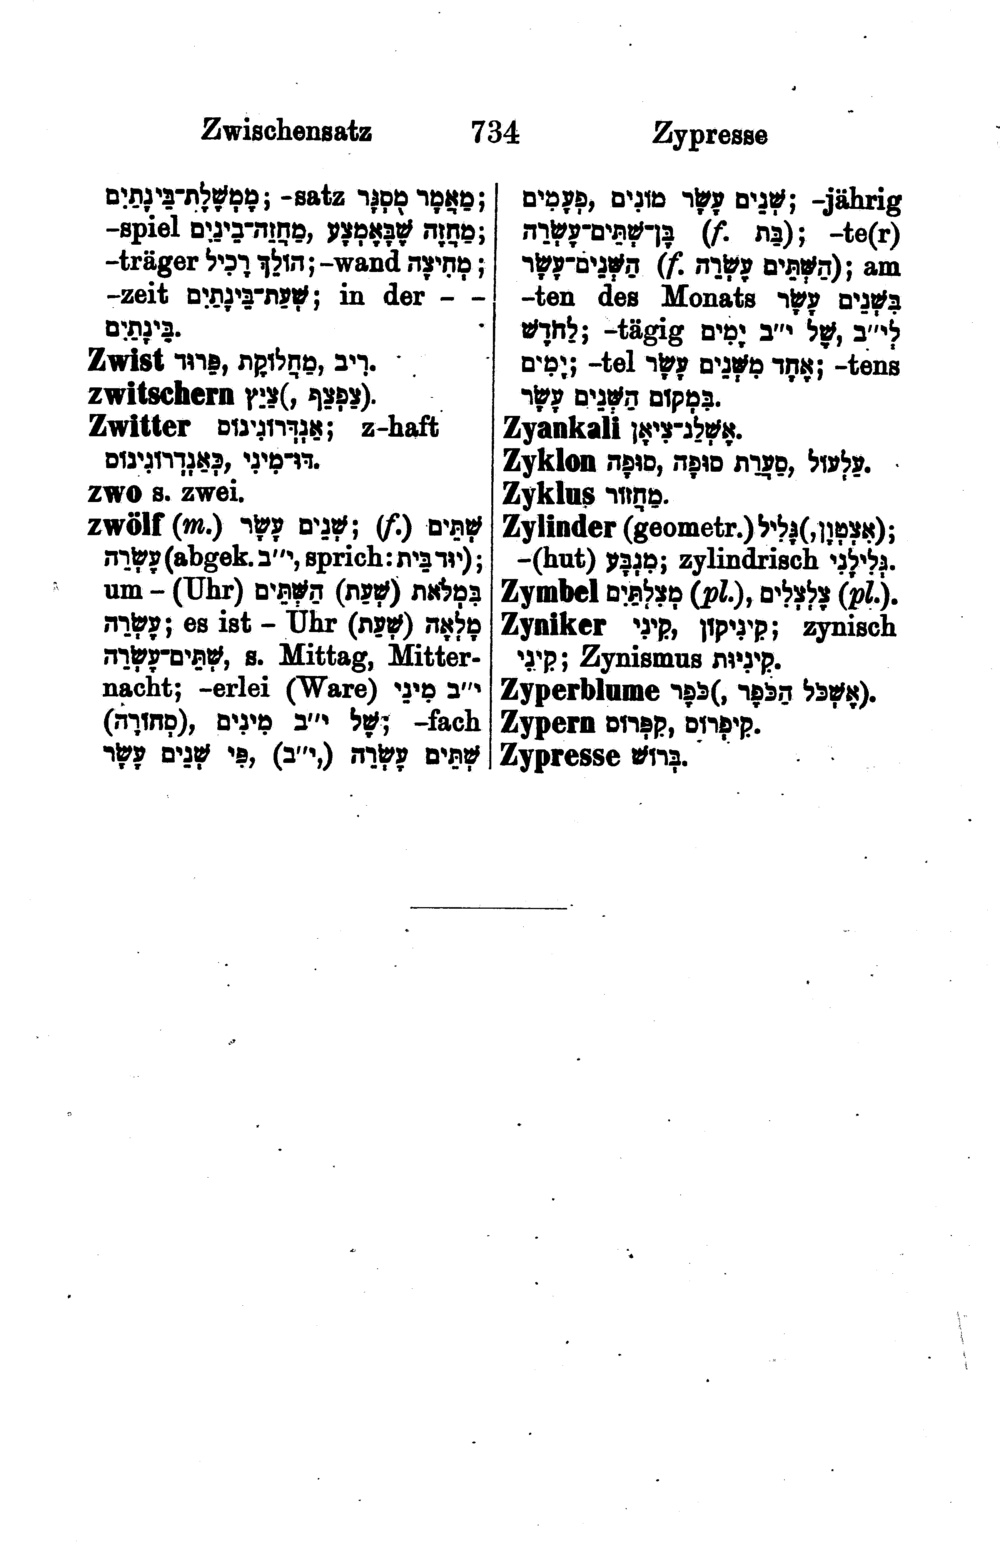 Zwischensatz 734 Zypresse
מֶמְשֶׁלֶת־בֵּינָתַיִם; -satz מַאֲמָר מֻסְגָּר;
-spiel מַחֲזֵה־בֵינַיִם, מַחֲזֶה שֶׁבָּאֶמְצַע;
-träger הוֹלֵךְ רָכִיל; -wand מְחִיצָה;
-zeit שְׁעַת־בֵּינָתַיִם; in der - -
בֵּינָתַיִם.
Zwist רִיב, מַחֲלוֹקֶת, פֵּרוּד.
zwitschern צִיֵּץ (, צִפְצֵף).
Zwitter אַנְדְּרוֹגִינוֹס; z-haft
דּוּ־מִינִי, כְּאַנְדְּרוֹגִינוֹס.
zwo s. zwei.
zwölf (m.) שְׁנֵים עָשָׂר; (f.) שְׁתֵּים
עֶשְׂרֵה (abgek. י״ב, sprich: יוּד בֵּית);
um - (Uhr) בִּמְלֹאת (שְׁעַת) הַשְׁתֵּים
עֶשְׂרֵה; es ist - Uhr מָלְאָה (שְׁעַת)
שְׁתֵּים־עֶשְׂרֵה, s. Mittag, Mitter-
nacht; -erlei (Ware) י״ב מִינֵי
(סְחוֹרָה), שֶׁל י״ב מִינִים; -fach
שְׁתֵּים עֶשְׂרֵה (י״ב,) פִּי שְׁנֵים עָשָׂר,
פְּעָמִים, שְׁנֵים עָשָׂר מוֹנִים; -jährig
בֶּן־שְׁתֵּים־עֶשְׂרֵה (f. בַּת); -te(r)
הַשְּׁנֵים־עָשָׂר (f. הַשְּׁתֵּים עֶשְׂרֵה); am
-ten des Monats בִּשְׁנֵים עָשָׂר
לַחֹדֶשׁ; -tägig שֶׁל י״ב יָמִים, לְי״ב
יָמִים; -tel אֶחָד מִשְּׁנֵים עָשָׂר; -tens
בִּמְקוֹם הַשְּׁנֵים עָשָׂר.
Zyankali אֶשְׁלַג־צִיאָן.
Zyklon עַלְעוֹל, סַעֲרַת סוּפָה, סוּפָה.
Zyklus מַחֲזוֹר.
Zylinder (geometr.) גָּלִיל (, אִצְטְוָן);
-(hut) מִגְבָּע; zylindrisch גְּלִילָנִי.
Zymbel מְצִלְתַּיִם (pl.), צֶלְצְלִים (pl.).
Zyniker קִינִיקוֹן, קִינִי; zynisch
קִינִי; Zynismus קִינִיּוּת.
Zyperblume כֹּפֶר (, אֶשְׁכֹּל הַכֹּפֶר).
Zypern קִיפְּרוֹס, קִפְּרוֹס.
Zypresse בְּרוֹשׁ.